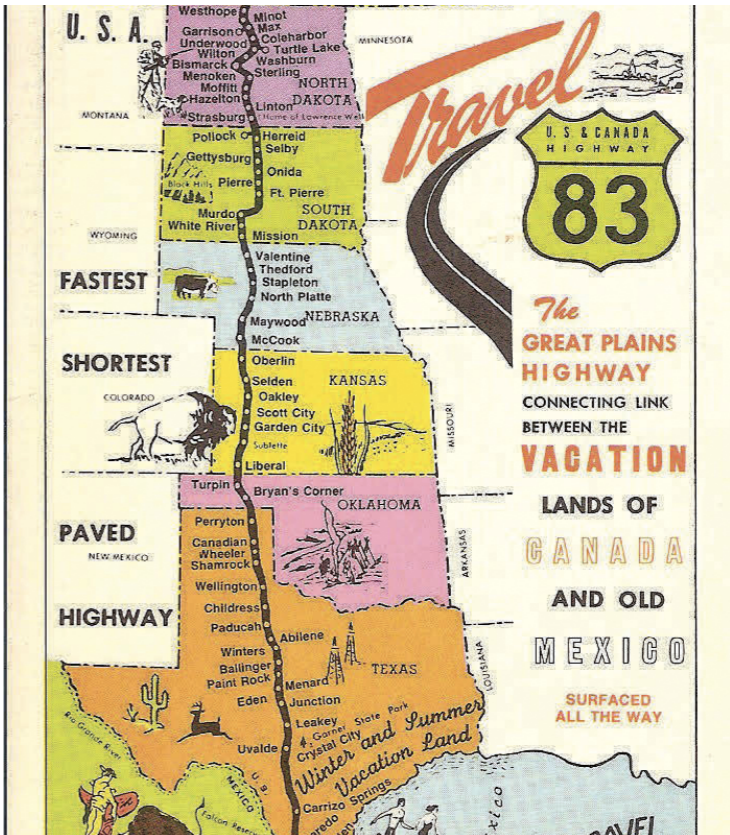 U. S. A.
Westhope
Minot
Max
Garrison
Coleharbor
Underwood
Turtle Lake
Wilton
Washburn
Bismarck
Sterling
Menoken
Moffitt
NORTH
DAKOTA
Hazelton
Linton
Strasburg
Home of Lawrence Wel
MINNESOTA
MONTANA
Pollock
Herreid
Selby
Gettysburg
Onida
Black Hills
Pierre
Ft. Pierre
Murdo
SOUTH
DAKOTA
White River
Mission
WYOMING
FASTEST
Valentine
Thedford
Stapleton
North Platte
NEBRASKA
Maywood
McCook
SHORTEST
COLORADO
Oberlin
Selden
KANSAS
Oakley
Scott City
Garden City
Sublette
Liberal
MISSOURI
Turpin
Bryan's Corner
OKLAHOMA
PAVED
NEW MEXICO
Perryton
Canadian
Wheeler
Shamrock
ARKANSAS
Wellington
HIGHWAY
Childress
Paducah
Abilene
Winters
Ballinger
TEXAS
Paint Rock
Menard
Eden
Junction
LOUISIANA
Leakey
Garner State Park
Uvalde
Crystal City
Winter and Summer
Vacation Land
Rio Grande River
U. S.
MEXICO
Carrizo Springs
Falcon
Travel
U. S & CANADA
HIGHWAY
83
The
GREAT PLAINS
HIGHWAY
CONNECTING LINK
BETWEEN THE
VACATION
LANDS OF
CANADA
AND OLD
MEXICO
SURFACED
ALL THE WAY